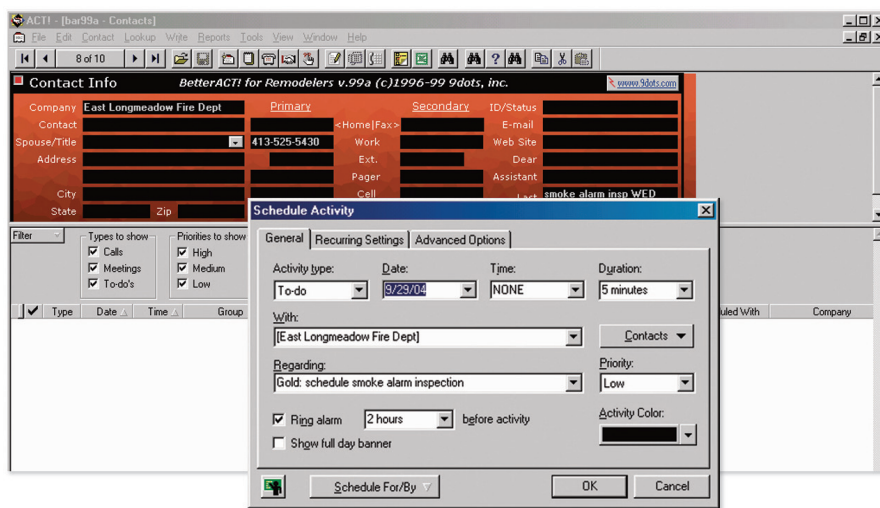 ACT! - [bar99a - Contacts]
File Edit Contact Lookup Write Reports Tools View Window Help
8 of 10
Contact Info BetterACT! for Remodelers v.99a (c)1996-99 9dots, inc. www.9dots.com
Company East Longmeadow Fire Dept Primary Secondary ID/Status
Contact <Home|Fax> E-mail
Spouse/Title 413-525-5430 Work Web Site
Address Ext. Dear
Pager Assistant
City Cell Last smoke alarm insp WED
State Zip
Schedule Activity
Filter Types to show Priorities to show
Calls High
Meetings Medium
To-do's Low
Type Date Time Group uled With Company
General Recurring Settings Advanced Options
Activity type: Date: Time: Duration:
To-do 9/29/04 NONE 5 minutes
With:
[East Longmeadow Fire Dept] Contacts
Regarding: Priority:
Gold: schedule smoke alarm inspection Low
Ring alarm 2 hours before activity Activity Color:
Show full day banner
Schedule For/By OK Cancel